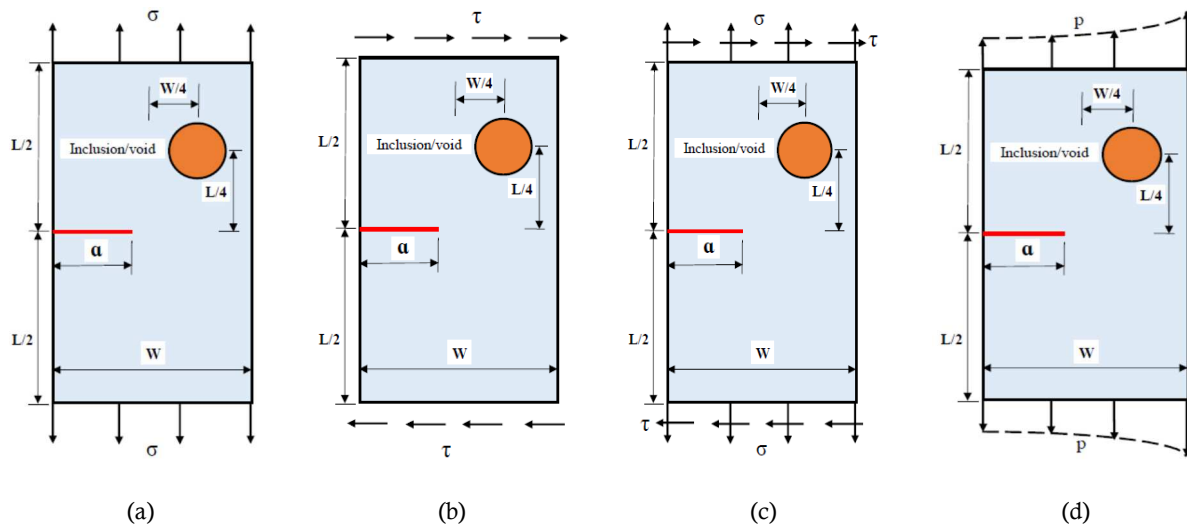 σ
W/4
L/2
Inclusion/void
L/4
α
L/2
W
σ
(a)
τ
W/4
L/2
Inclusion/void
L/4
α
L/2
W
τ
(b)
σ
τ
W/4
L/2
Inclusion/void
L/4
α
L/2
W
τ
σ
(c)
p
W/4
L/2
Inclusion/void
L/4
α
L/2
W
p
(d)